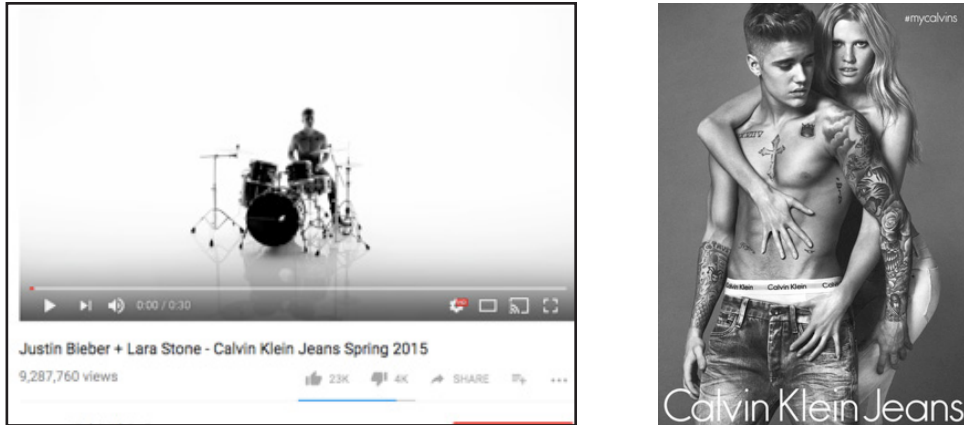 0:00 / 0:30
Justin Bieber + Lara Stone - Calvin Klein Jeans Spring 2015
9,287,760 views
23K
4K
SHARE
#mycalvins
Calvin Klein Calvin Klein
Calvin Klein Jeans